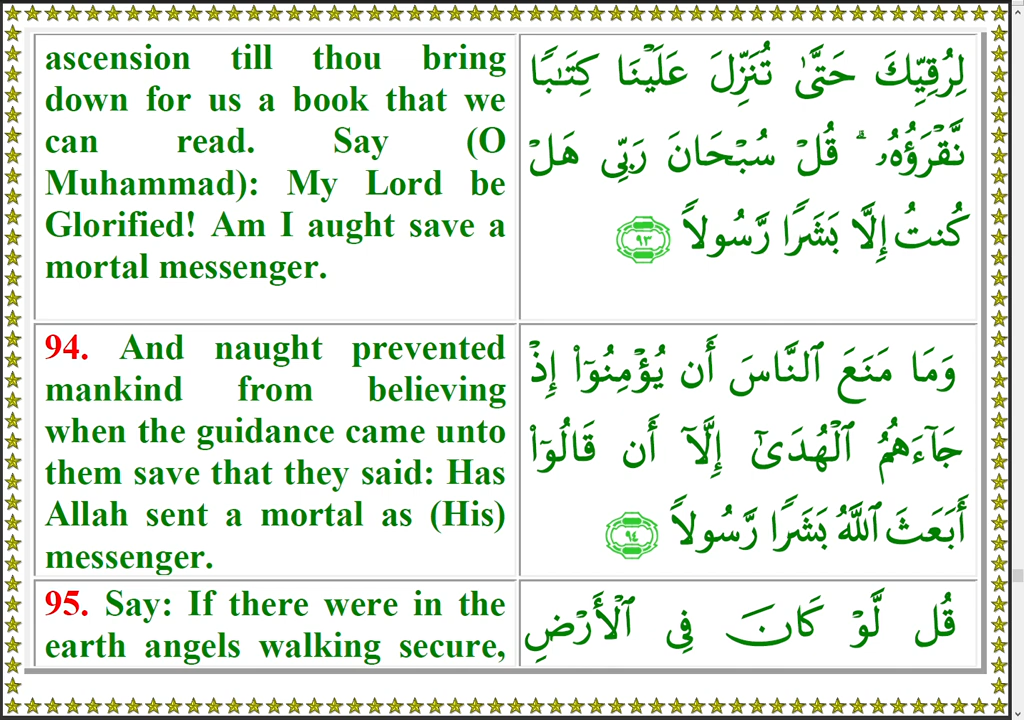 ascension till thou bring
down for us a book that we
can read. Say (O
Muhammad): My Lord be
Glorified! Am I aught save a
mortal messenger.
لِرُقِيِّكَ حَتَّىٰ تُنَزِّلَ عَلَيْنَا كِتَٰبًا
نَّقْرَؤُهُۥ ۗ قُلْ سُبْحَانَ رَبِّى هَلْ
كُنتُ إِلَّا بَشَرًا رَّسُولاً ﴿٩٣﴾
94. And naught prevented
mankind from believing
when the guidance came unto
them save that they said: Has
Allah sent a mortal as (His)
messenger.
وَمَا مَنَعَ ٱلنَّاسَ أَن يُؤْمِنُوٓا۟ إِذْ
جَآءَهُمُ ٱلْهُدَىٰٓ إِلَّآ أَن قَالُوٓا۟
أَبَعَثَ ٱللَّهُ بَشَرًا رَّسُولاً ﴿٩٤﴾
95. Say: If there were in the
earth angels walking secure,
قُل لَّوْ كَانَ فِى ٱلْأَرْضِ